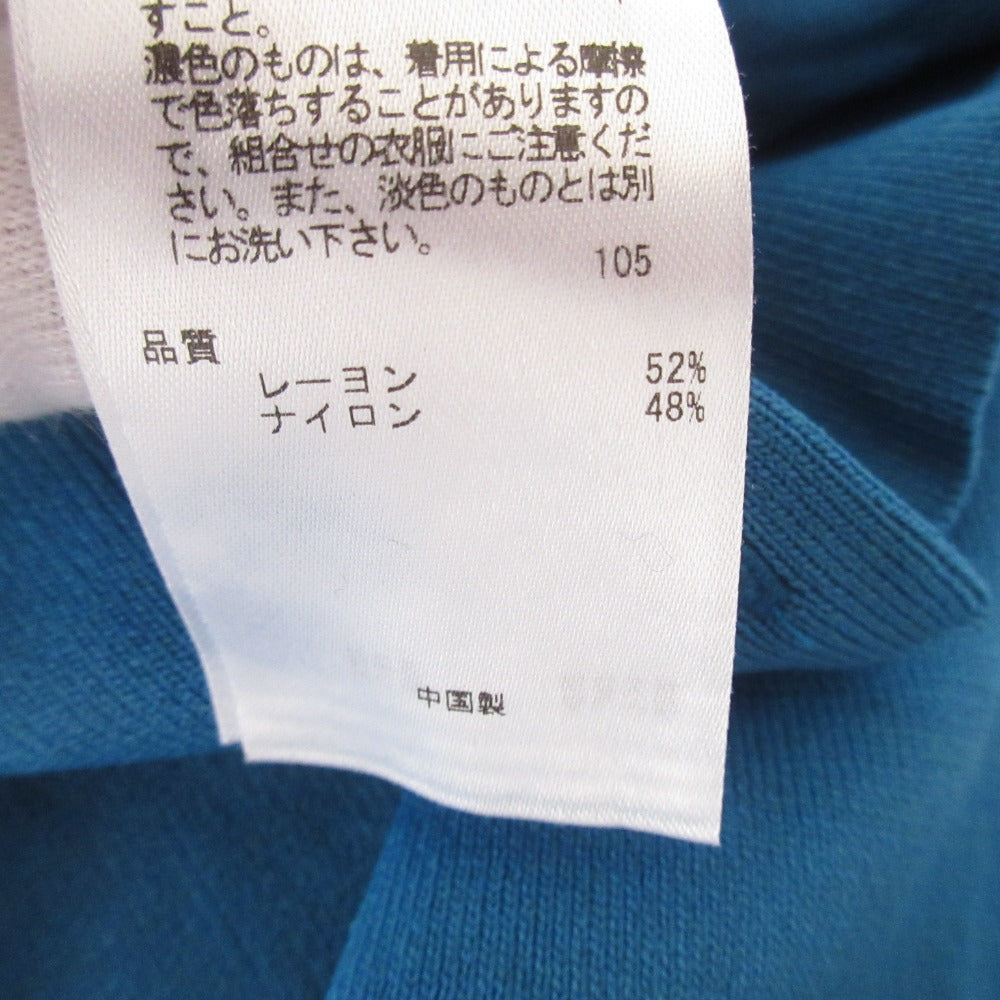 すこと。
濃色のものは、着用による摩擦
で色落ちすることがありますの
で、組合せの衣服にご注意くだ
さい。また、淡色のものとは別
にお洗い下さい。
105
品質
レーヨン 52%
ナイロン 48%
中国製